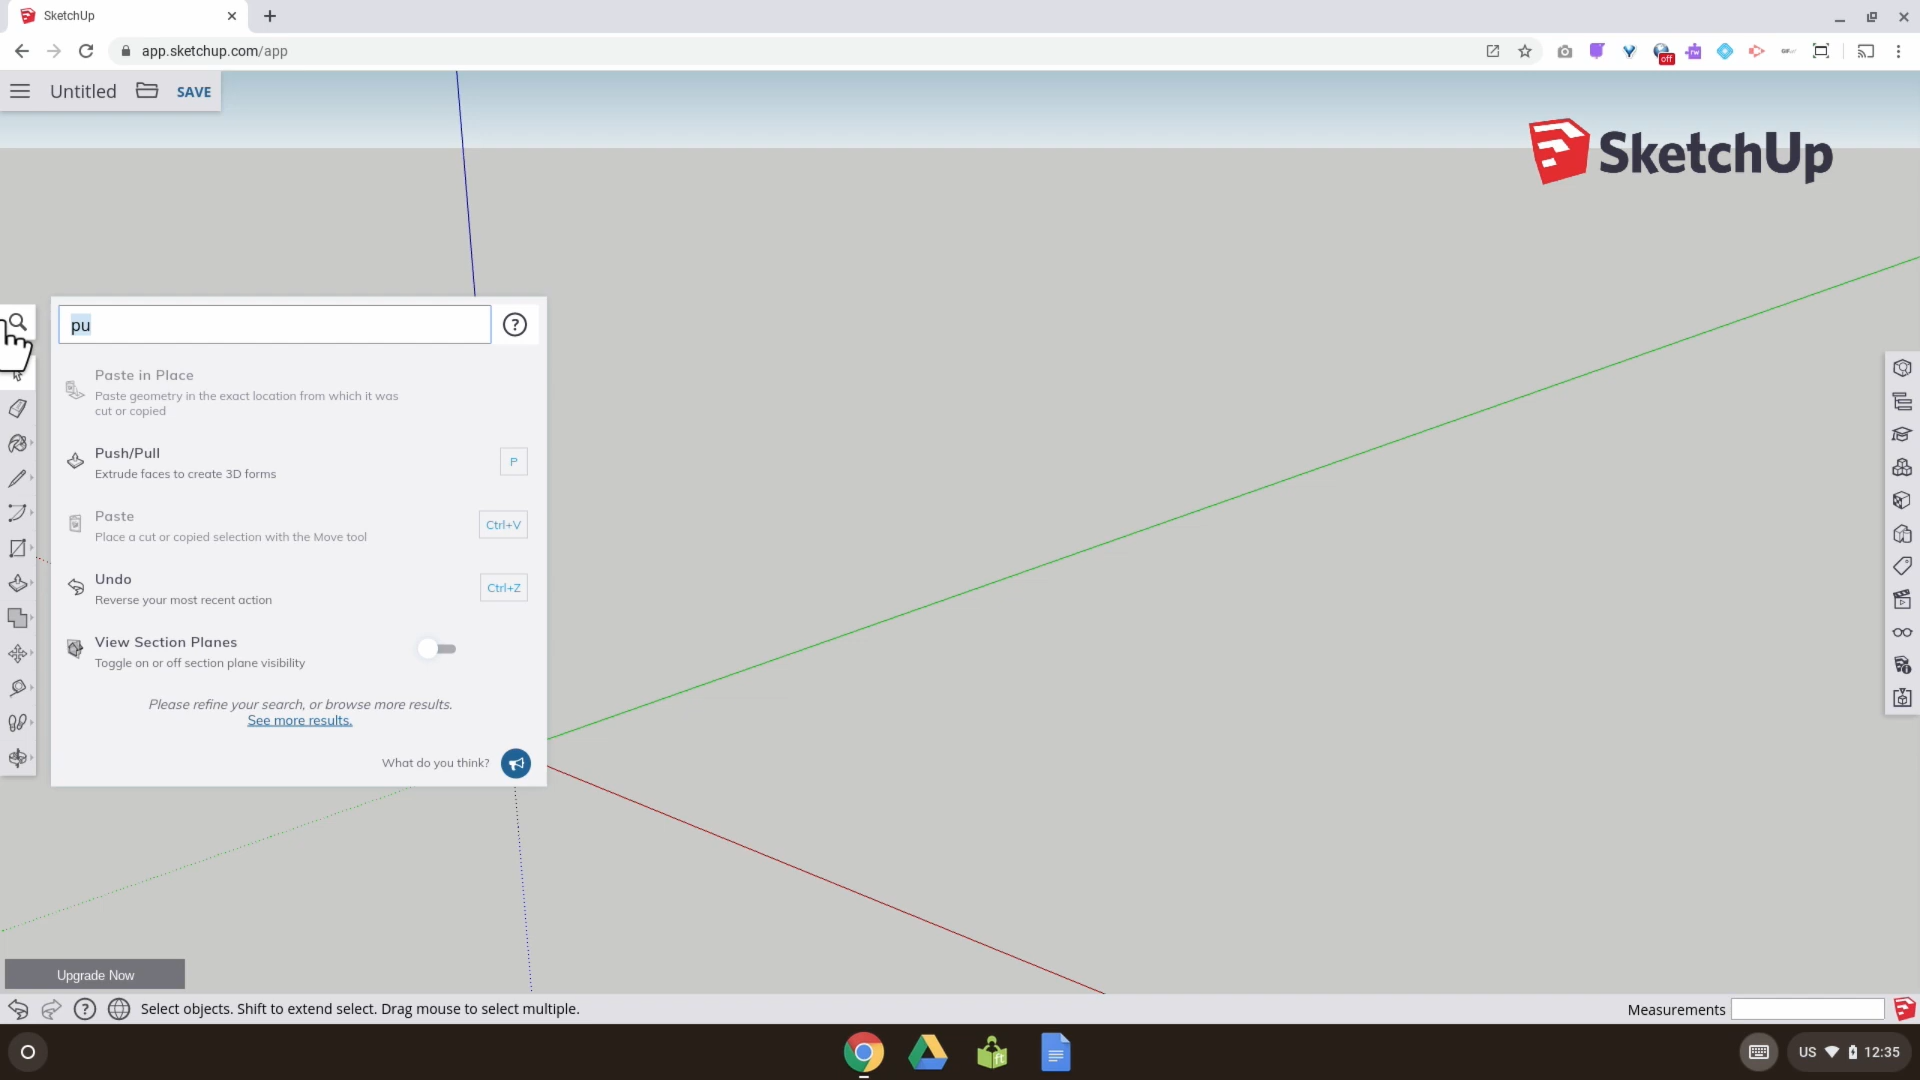 SketchUp
app.sketchup.com/app
off
rw
GIF
Untitled
SAVE
SketchUp
pu
?
Paste in Place
Paste geometry in the exact location from which it was
cut or copied
Push/Pull
P
Extrude faces to create 3D forms
Paste
Ctrl+V
Place a cut or copied selection with the Move tool
Undo
Ctrl+Z
Reverse your most recent action
View Section Planes
Toggle on or off section plane visibility
Please refine your search, or browse more results.
See more results.
What do you think?
Upgrade Now
?
Select objects. Shift to extend select. Drag mouse to select multiple.
Measurements
ft
US
12:35